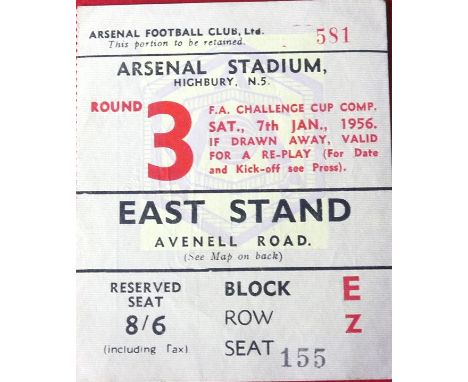 ARSENAL FOOTBALL CLUB, Ltd.
This portion to be retained.
581
ARSENAL STADIUM,
HIGHBURY, N.5.
ROUND
3
F.A. CHALLENGE CUP COMP.
SAT., 7th JAN., 1956.
IF DRAWN AWAY, VALID
FOR A RE-PLAY (For Date
and Kick-off see Press).
EAST STAND
AVENELL ROAD.
(See Map on back)
RESERVED
SEAT
8/6
(including Tax)
BLOCK E
ROW Z
SEAT 155